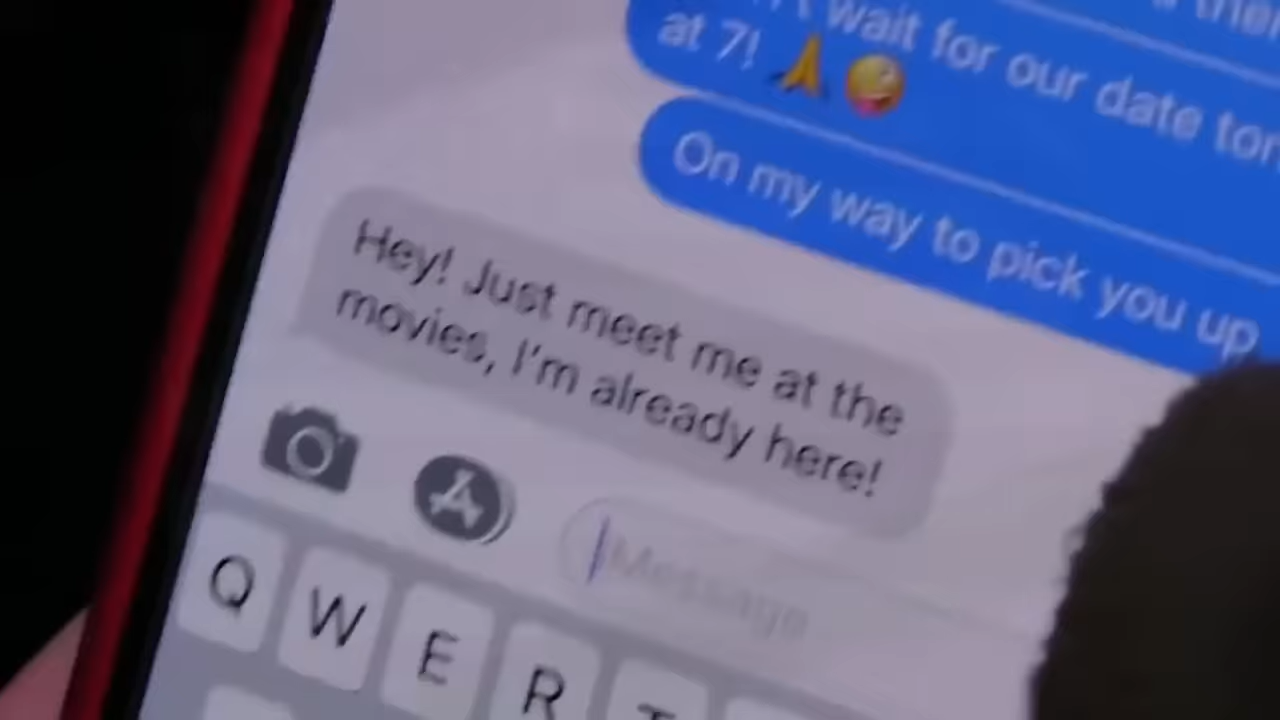 wait for our date
at 7! 🙏🤪
On my way to pick you up
Hey! Just meet me at the
movies, I'm already here!
Message
Q W E R